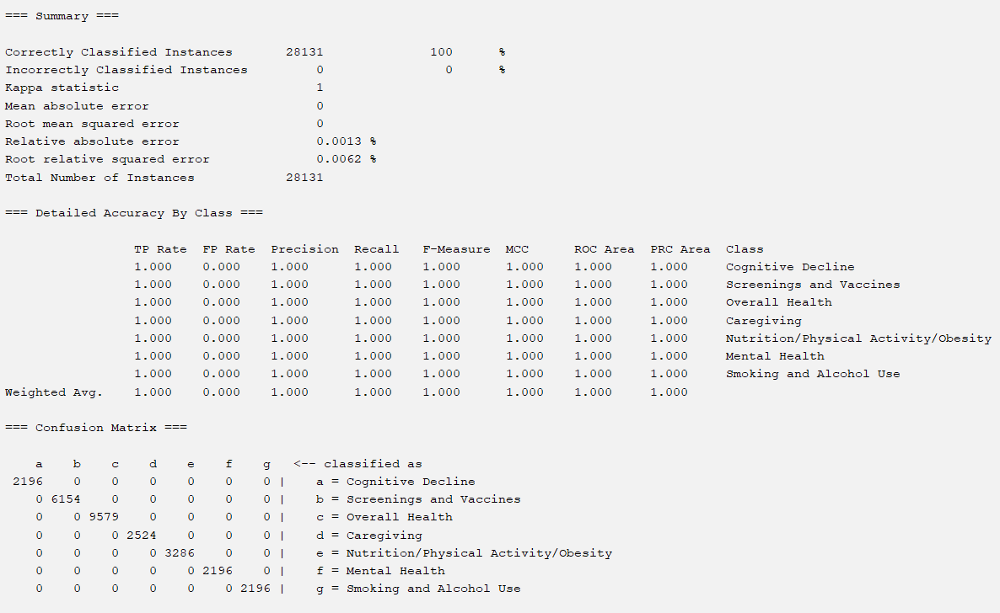 === Summary ===
Correctly Classified Instances 28131 100 %
Incorrectly Classified Instances 0 0 %
Kappa statistic 1
Mean absolute error 0
Root mean squared error 0
Relative absolute error 0.0013 %
Root relative squared error 0.0062 %
Total Number of Instances 28131
=== Detailed Accuracy By Class ===
TP Rate FP Rate Precision Recall F-Measure MCC ROC Area PRC Area Class
1.000 0.000 1.000 1.000 1.000 1.000 1.000 1.000 Cognitive Decline
1.000 0.000 1.000 1.000 1.000 1.000 1.000 1.000 Screenings and Vaccines
1.000 0.000 1.000 1.000 1.000 1.000 1.000 1.000 Overall Health
1.000 0.000 1.000 1.000 1.000 1.000 1.000 1.000 Caregiving
1.000 0.000 1.000 1.000 1.000 1.000 1.000 1.000 Nutrition/Physical Activity/Obesity
1.000 0.000 1.000 1.000 1.000 1.000 1.000 1.000 Mental Health
1.000 0.000 1.000 1.000 1.000 1.000 1.000 1.000 Smoking and Alcohol Use
Weighted Avg. 1.000 0.000 1.000 1.000 1.000 1.000 1.000 1.000
=== Confusion Matrix ===
a b c d e f g <-- classified as
2196 0 0 0 0 0 0 | a = Cognitive Decline
0 6154 0 0 0 0 0 | b = Screenings and Vaccines
0 0 9579 0 0 0 0 | c = Overall Health
0 0 0 2524 0 0 0 | d = Caregiving
0 0 0 0 3286 0 0 | e = Nutrition/Physical Activity/Obesity
0 0 0 0 0 2196 0 | f = Mental Health
0 0 0 0 0 0 2196 | g = Smoking and Alcohol Use